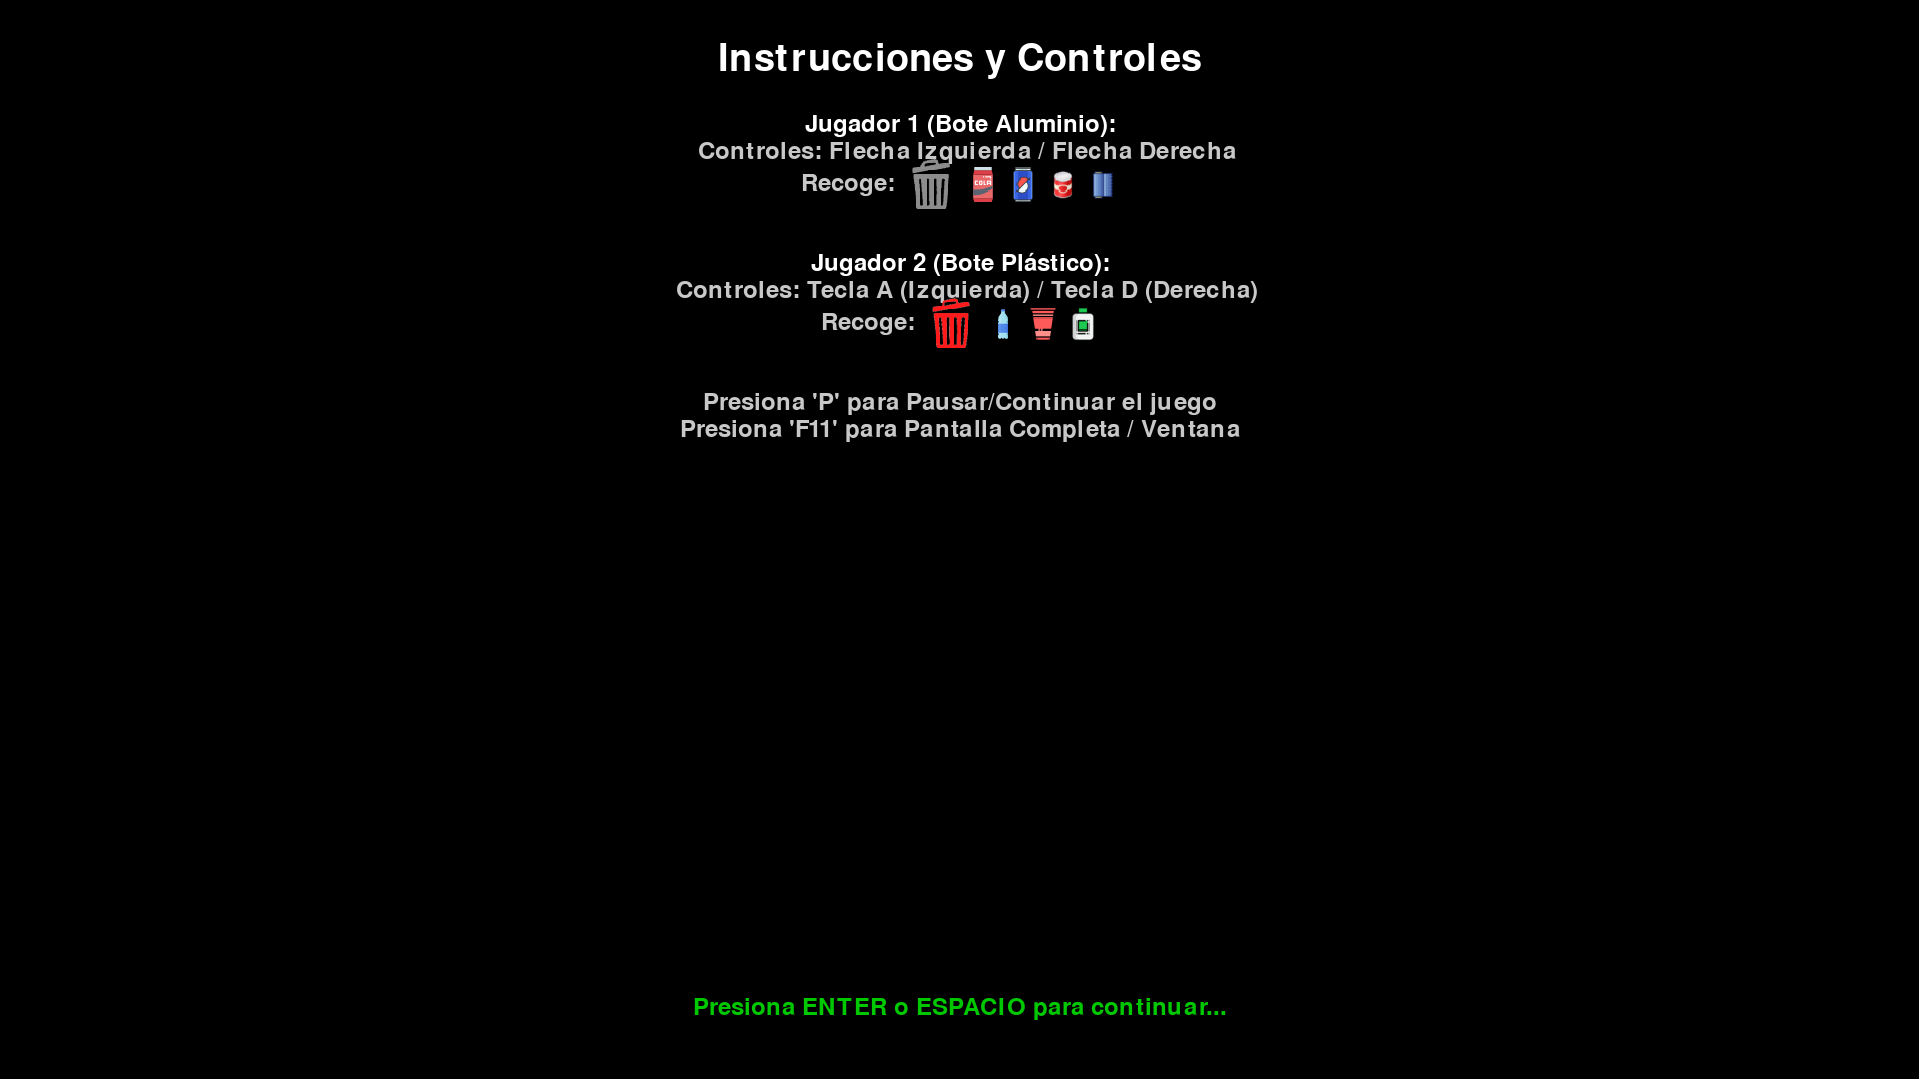 Instrucciones y Controles
Jugador 1 (Bote Aluminio):
Controles: Flecha Izquierda / Flecha Derecha
Recoge:
COLA
Jugador 2 (Bote Plástico):
Controles: Tecla A (Izquierda) / Tecla D (Derecha)
Recoge:
Presiona 'P' para Pausar/Continuar el juego
Presiona 'F11' para Pantalla Completa / Ventana
Presiona ENTER o ESPACIO para continuar...